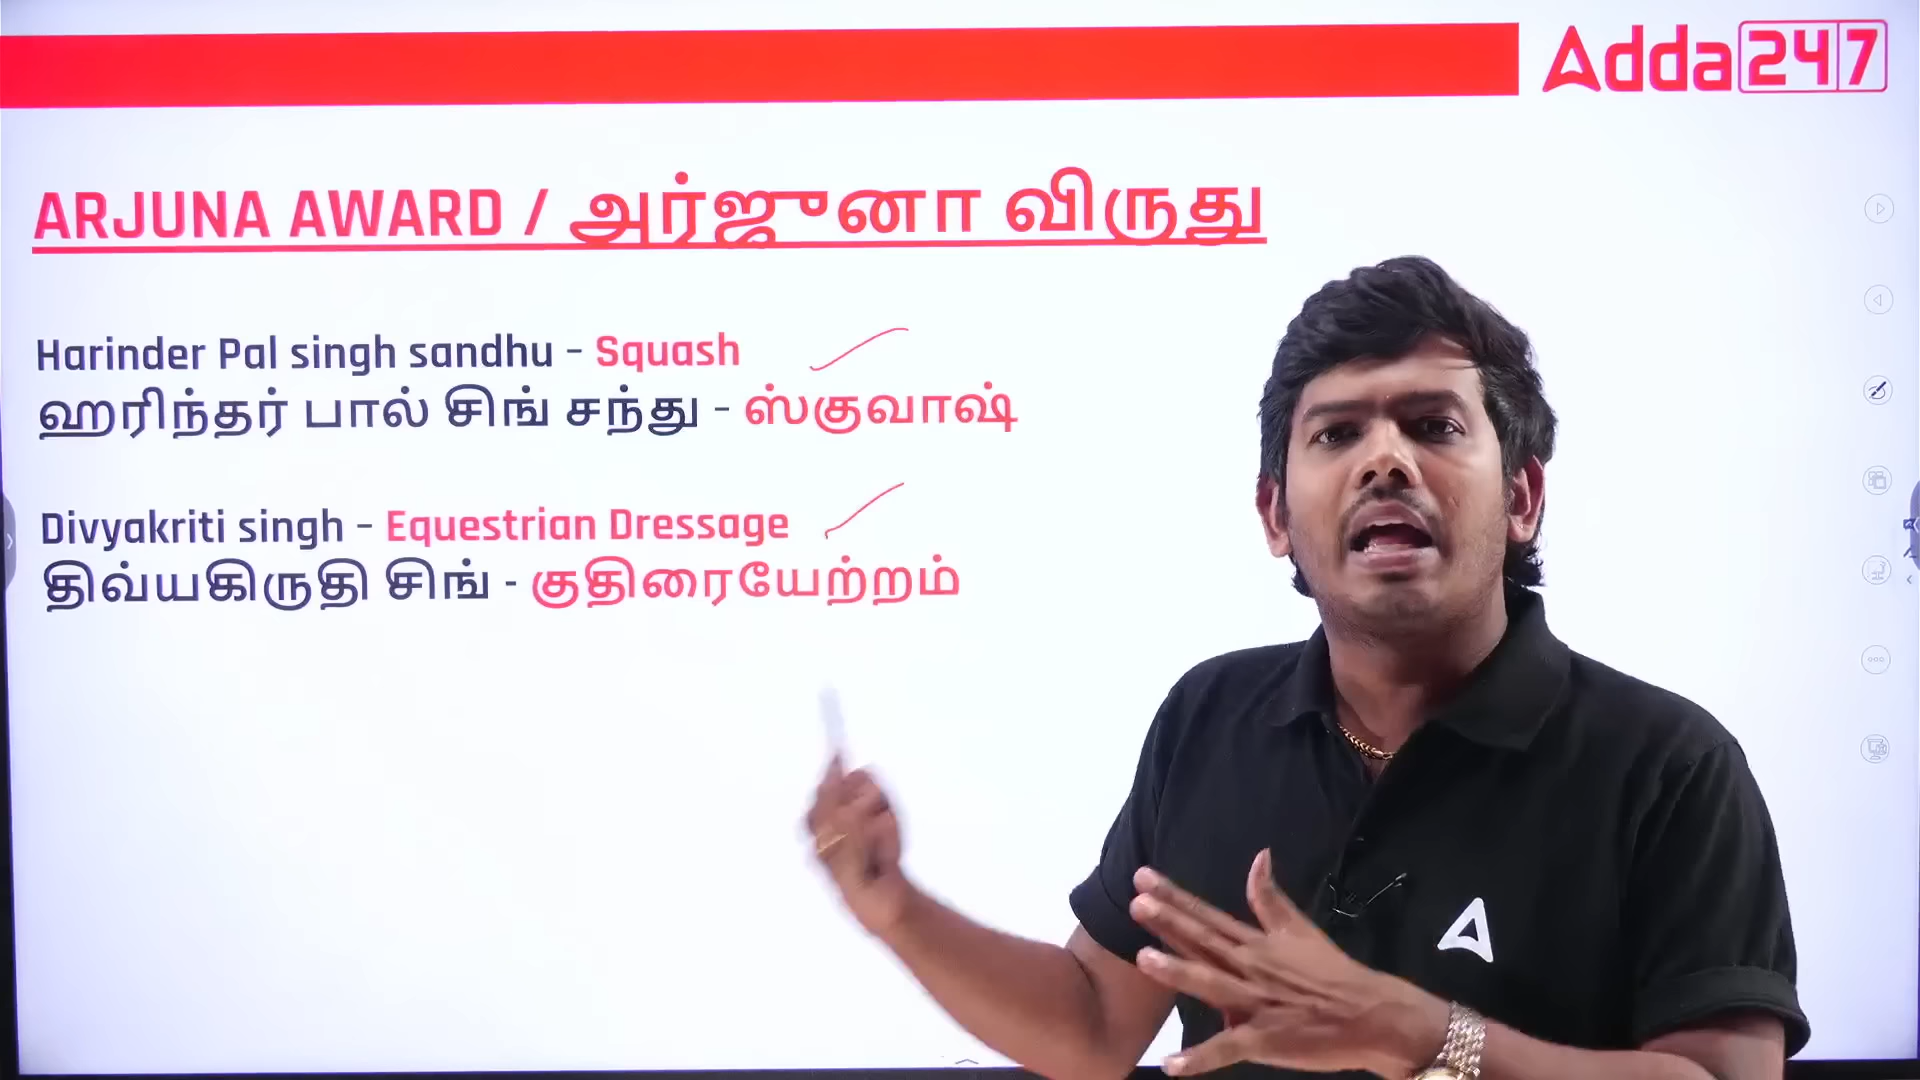 Adda247
ARJUNA AWARD / அர்ஜுனா விருது
Harinder Pal singh sandhu - Squash
ஹரிந்தர் பால் சிங் சந்து - ஸ்குவாஷ்
Divyakriti singh - Equestrian Dressage
திவ்யகிருதி சிங் - குதிரையேற்றம்